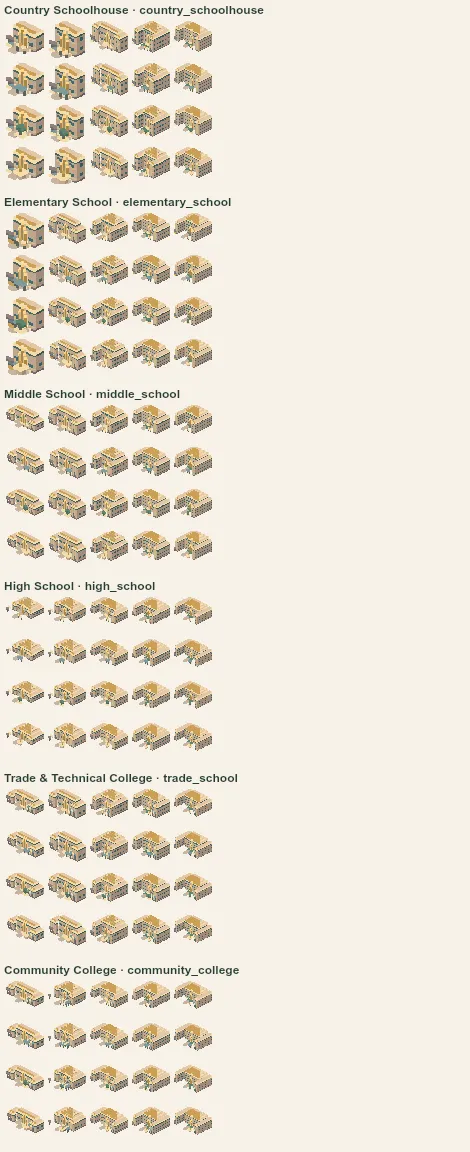 Country Schoolhouse · country_schoolhouse
Elementary School · elementary_school
Middle School · middle_school
High School · high_school
Trade & Technical College · trade_school
Community College · community_college